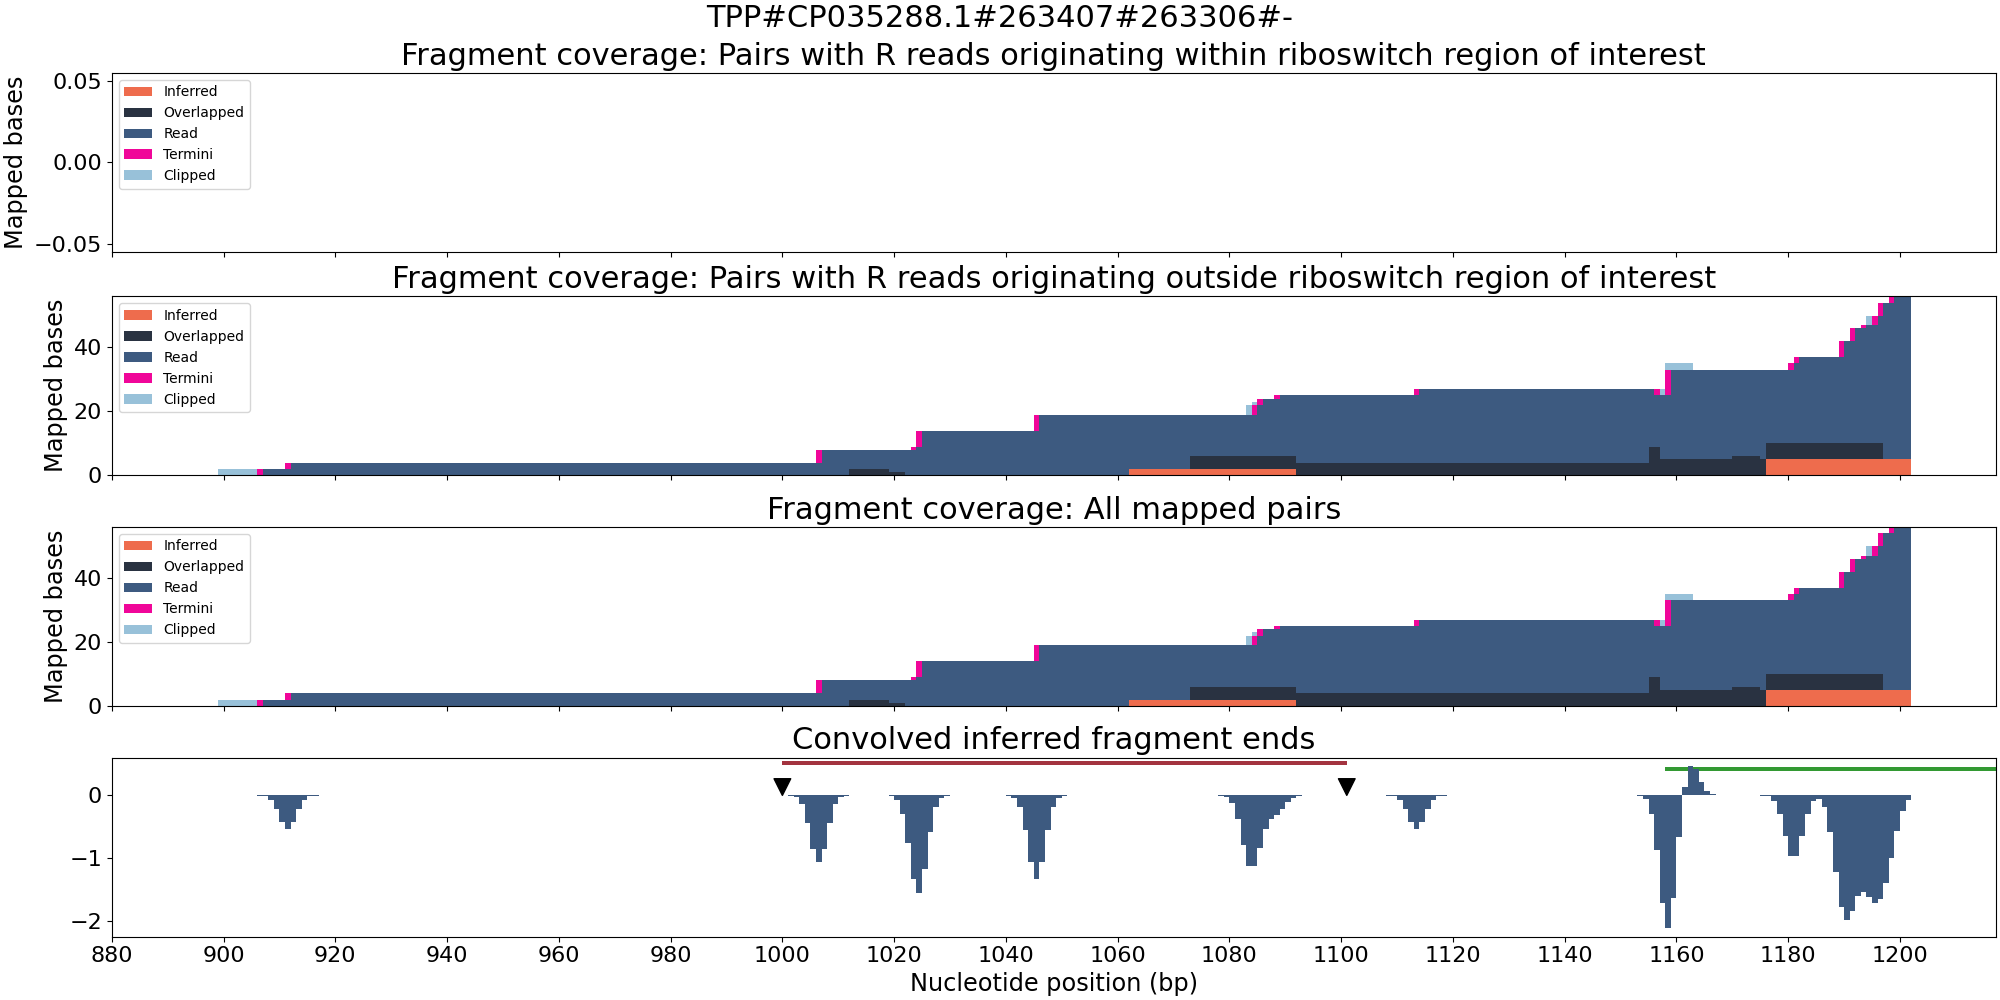 TPP#CP035288.1#263407#263306#-
Fragment coverage: Pairs with R reads originating within riboswitch region of interest
Mapped bases
0.05
0.00
−0.05
Inferred
Overlapped
Read
Termini
Clipped
Fragment coverage: Pairs with R reads originating outside riboswitch region of interest
Mapped bases
40
20
0
Inferred
Overlapped
Read
Termini
Clipped
Fragment coverage: All mapped pairs
Mapped bases
40
20
0
Inferred
Overlapped
Read
Termini
Clipped
Convolved inferred fragment ends
0
−1
−2
880 900 920 940 960 980 1000 1020 1040 1060 1080 1100 1120 1140 1160 1180 1200
Nucleotide position (bp)